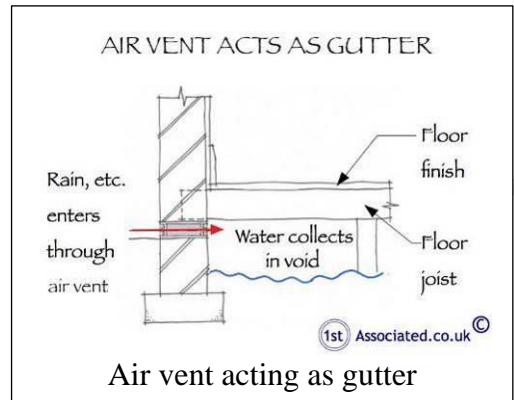 AIR VENT ACTS AS GUTTER
Floor
finish
Rain, etc.
enters
through
air vent
Water collects
in void
Floor
joist
1st Associated.co.uk©
Air vent acting as gutter